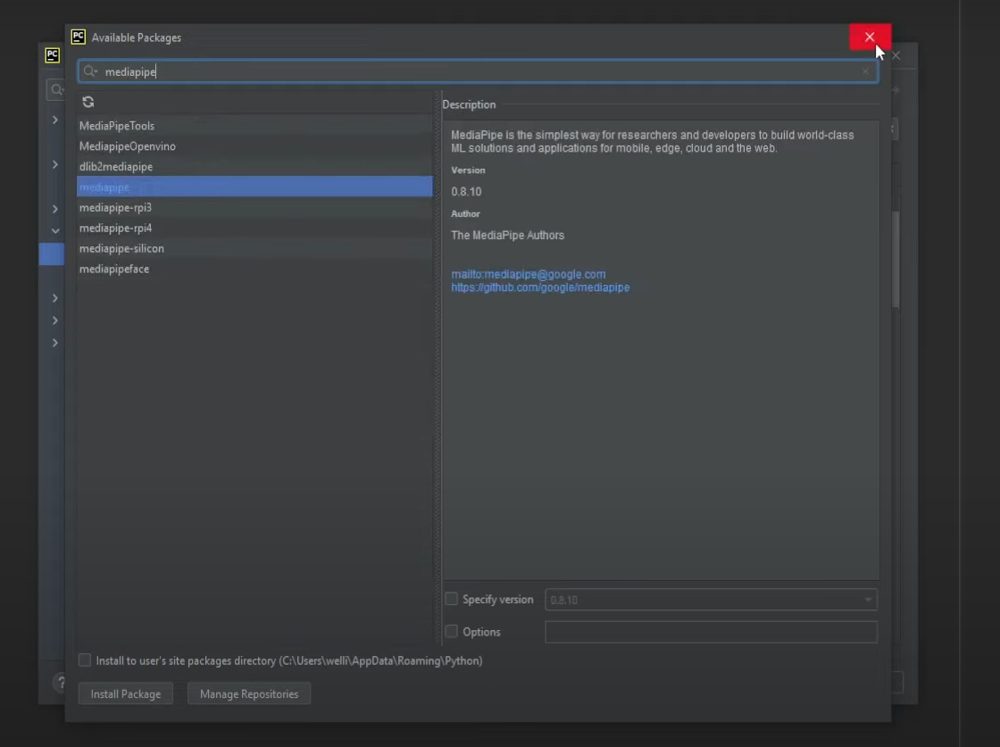 PC Available Packages
PC
mediapipe
Description
MediaPipeTools
MediapipeOpenvino
dlib2mediapipe
mediapipe
mediapipe-rpi3
mediapipe-rpi4
mediapipe-silicon
mediapipeface
MediaPipe is the simplest way for researchers and developers to build world-class
ML solutions and applications for mobile, edge, cloud and the web.
Version
0.8.10
Author
The MediaPipe Authors
mailto:mediapipe@google.com
https://github.com/google/mediapipe
Specify version 0.8.10
Options
Install to user's site packages directory (C:\Users\welli\AppData\Roaming\Python)
?
Install Package Manage Repositories